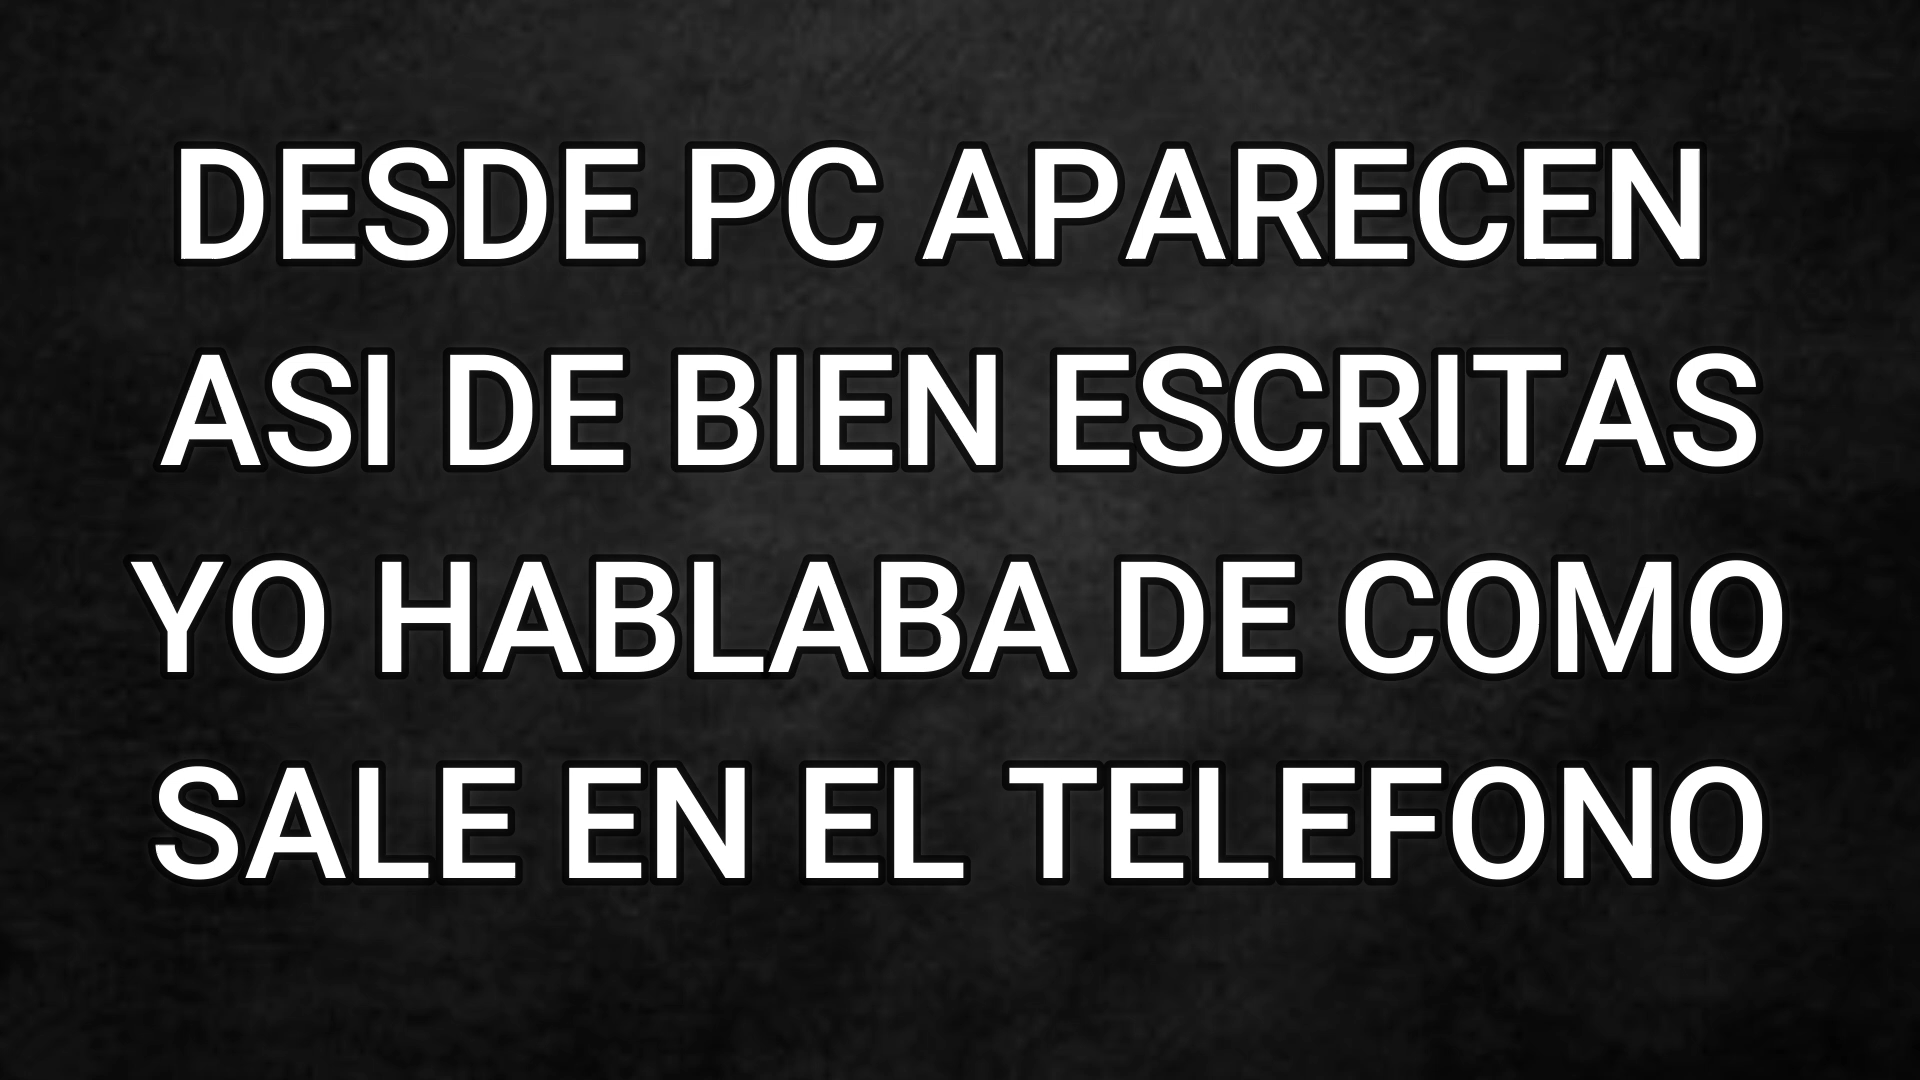 DESDE PC APARECEN
ASI DE BIEN ESCRITAS
YO HABLABA DE COMO
SALE EN EL TELEFONO